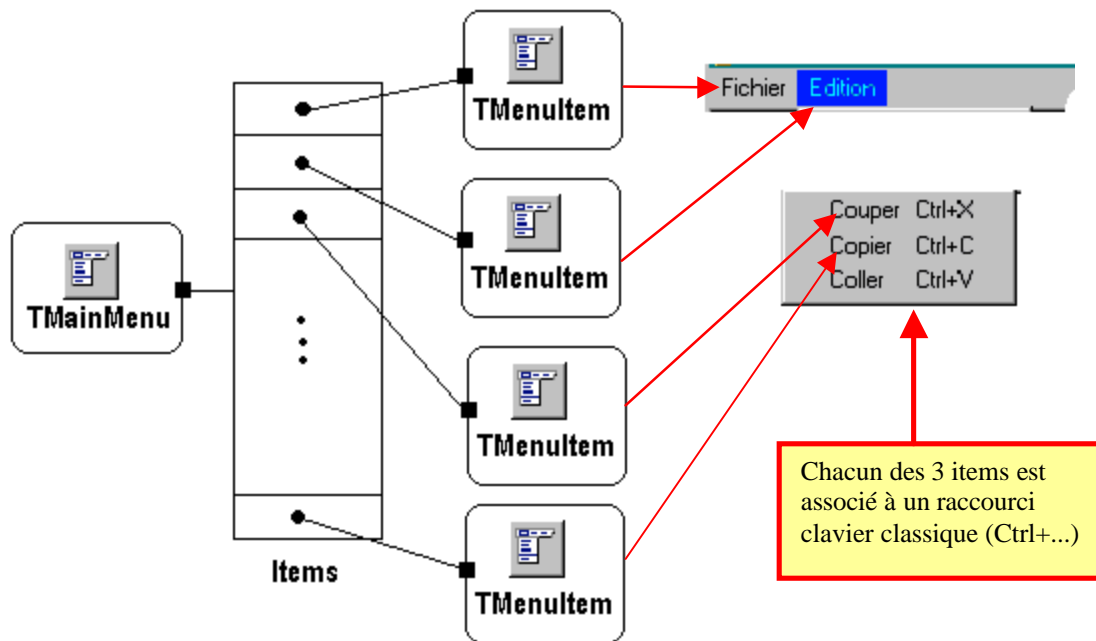 TMenuItem
Fichier Edition
TMenuItem
Couper Ctrl+X
Copier Ctrl+C
Coller Ctrl+V
TMainMenu
TMenuItem
Chacun des 3 items est
associé à un raccourci
clavier classique (Ctrl+...)
Items
TMenuItem